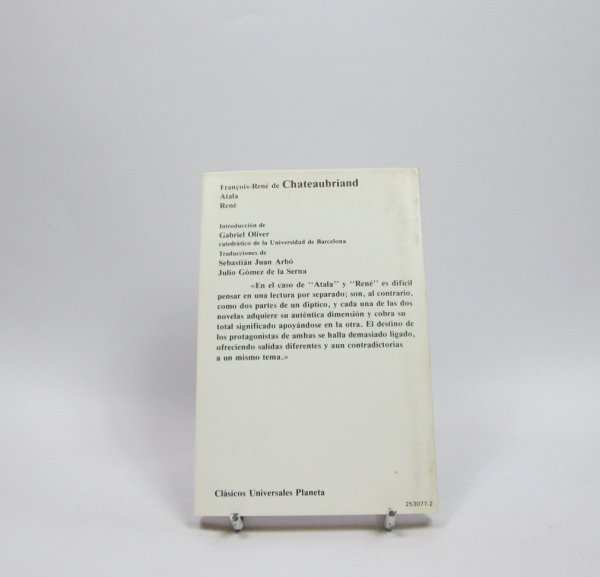 François-René de Chateaubriand
Atala
René
Introducción de
Gabriel Oliver
catedrático de la Universidad de Barcelona
Traducciones de
Sebastián Juan Arbó
Julio Gómez de la Serna
«En el caso de “Atala” y “René” es difícil
pensar en una lectura por separado; son, al contrario,
como dos partes de un díptico, y cada una de las dos
novelas adquiere su auténtica dimensión y cobra su
total significado apoyándose en la otra. El destino de
los protagonistas de ambas se halla demasiado ligado,
ofreciendo salidas diferentes y aun contradictorias
a un mismo tema.»
Clásicos Universales Planeta
253077-2